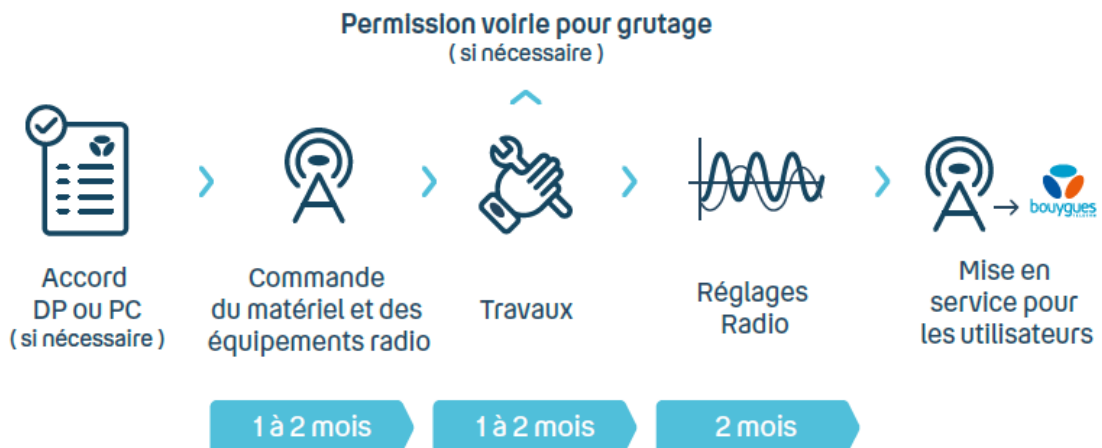 Permission voirie pour grutage
( si nécessaire )
Accord
DP ou PC
( si nécessaire )
Commande
du matériel et des
équipements radio
Travaux
Réglages
Radio
bouygues
TELECOM
Mise en
service pour
les utilisateurs
1 à 2 mois
1 à 2 mois
2 mois